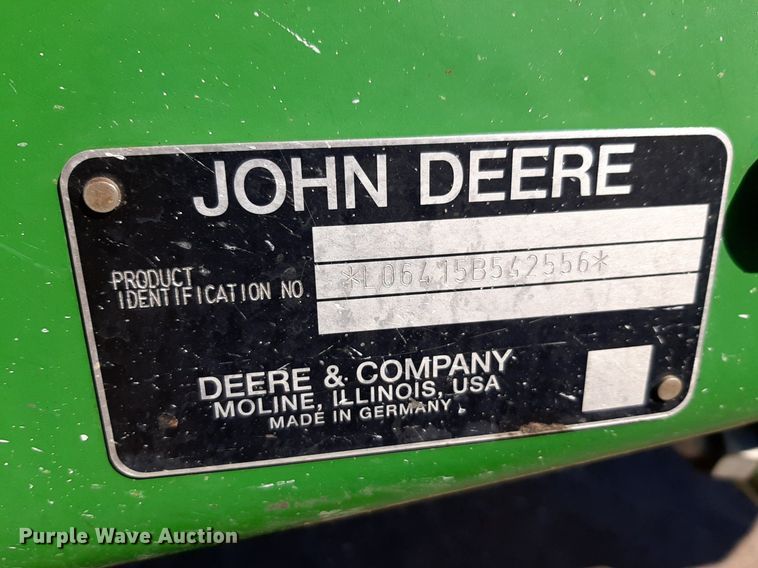 JOHN DEERE
PRODUCT
IDENTIFICATION NO.
*L06415B542556*
DEERE & COMPANY
MOLINE, ILLINOIS, USA
MADE IN GERMANY
Purple Wave Auction